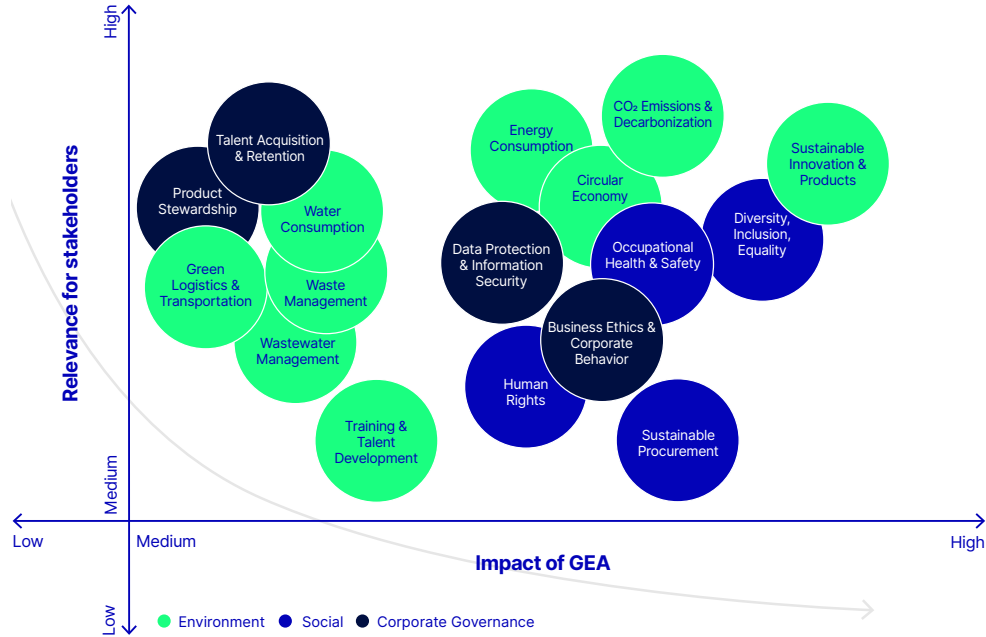 High
Relevance for stakeholders
Medium
Low
Talent Acquisition
& Retention
Product
Stewardship
Water
Consumption
Green
Logistics &
Transportation
Waste
Management
Wastewater
Management
Training &
Talent
Development
Energy
Consumption
CO₂ Emissions &
Decarbonization
Circular
Economy
Sustainable
Innovation &
Products
Diversity,
Inclusion,
Equality
Data Protection
& Information
Security
Occupational
Health & Safety
Business Ethics &
Corporate
Behavior
Human
Rights
Sustainable
Procurement
Low
Medium
High
Impact of GEA
Environment
Social
Corporate Governance